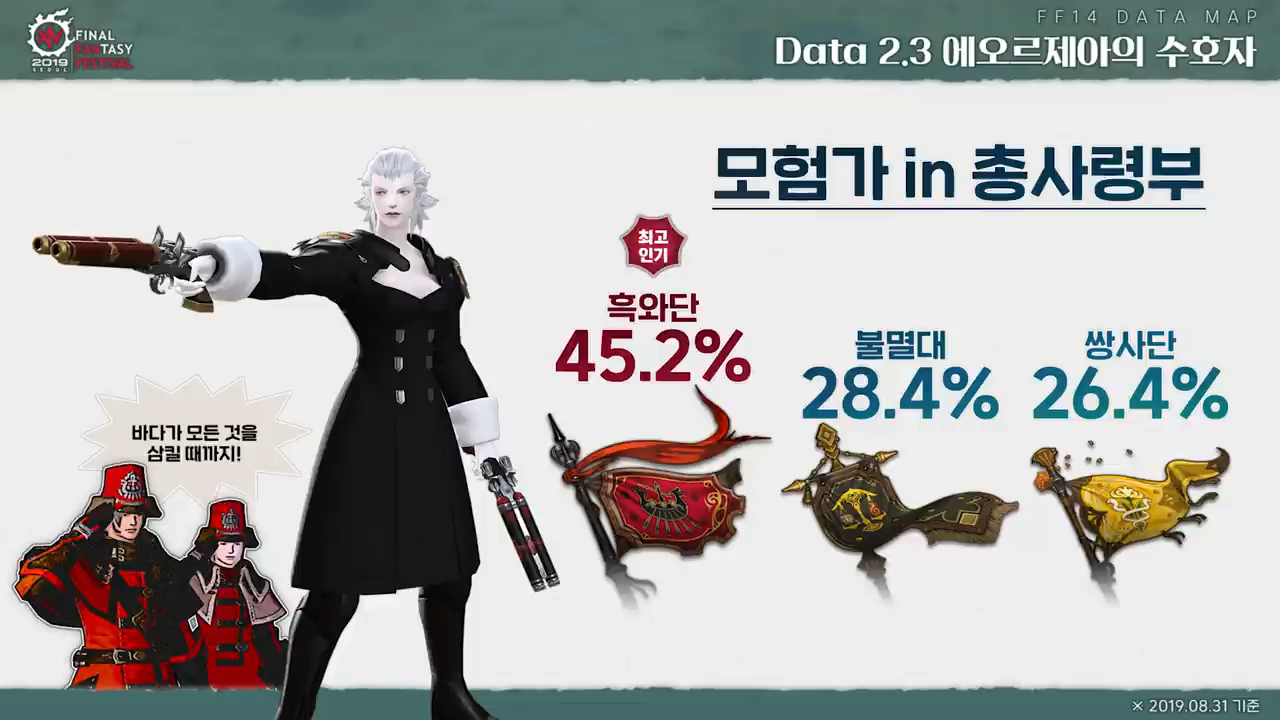 FF14 DATA MAP
Data 2.3 에오르제아의 수호자
FINAL
FANTASY
FESTIVAL
2019
SEOUL
모험가 in 총사령부
최고
인기
흑와단
45.2%
불멸대
28.4%
쌍사단
26.4%
바다가 모든 것을
삼킬 때까지!
× 2019.08.31 기준